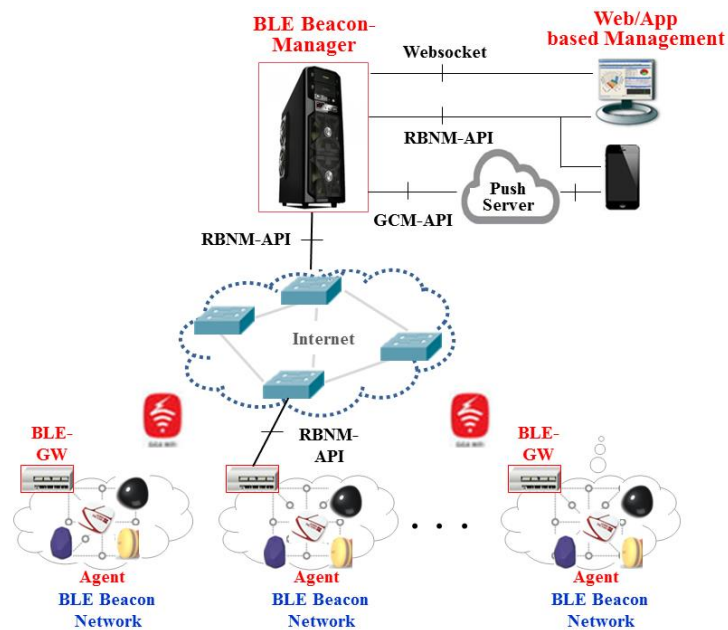 BLE Beacon-
Manager
Web/App
based Management
Websocket
RBNM-API
Push
Server
GCM-API
RBNM-API
Internet
RBNM-
API
BLE-
GW
BLE-
GW
. . .
Agent
BLE Beacon
Network
Agent
BLE Beacon
Network
Agent
BLE Beacon
Network